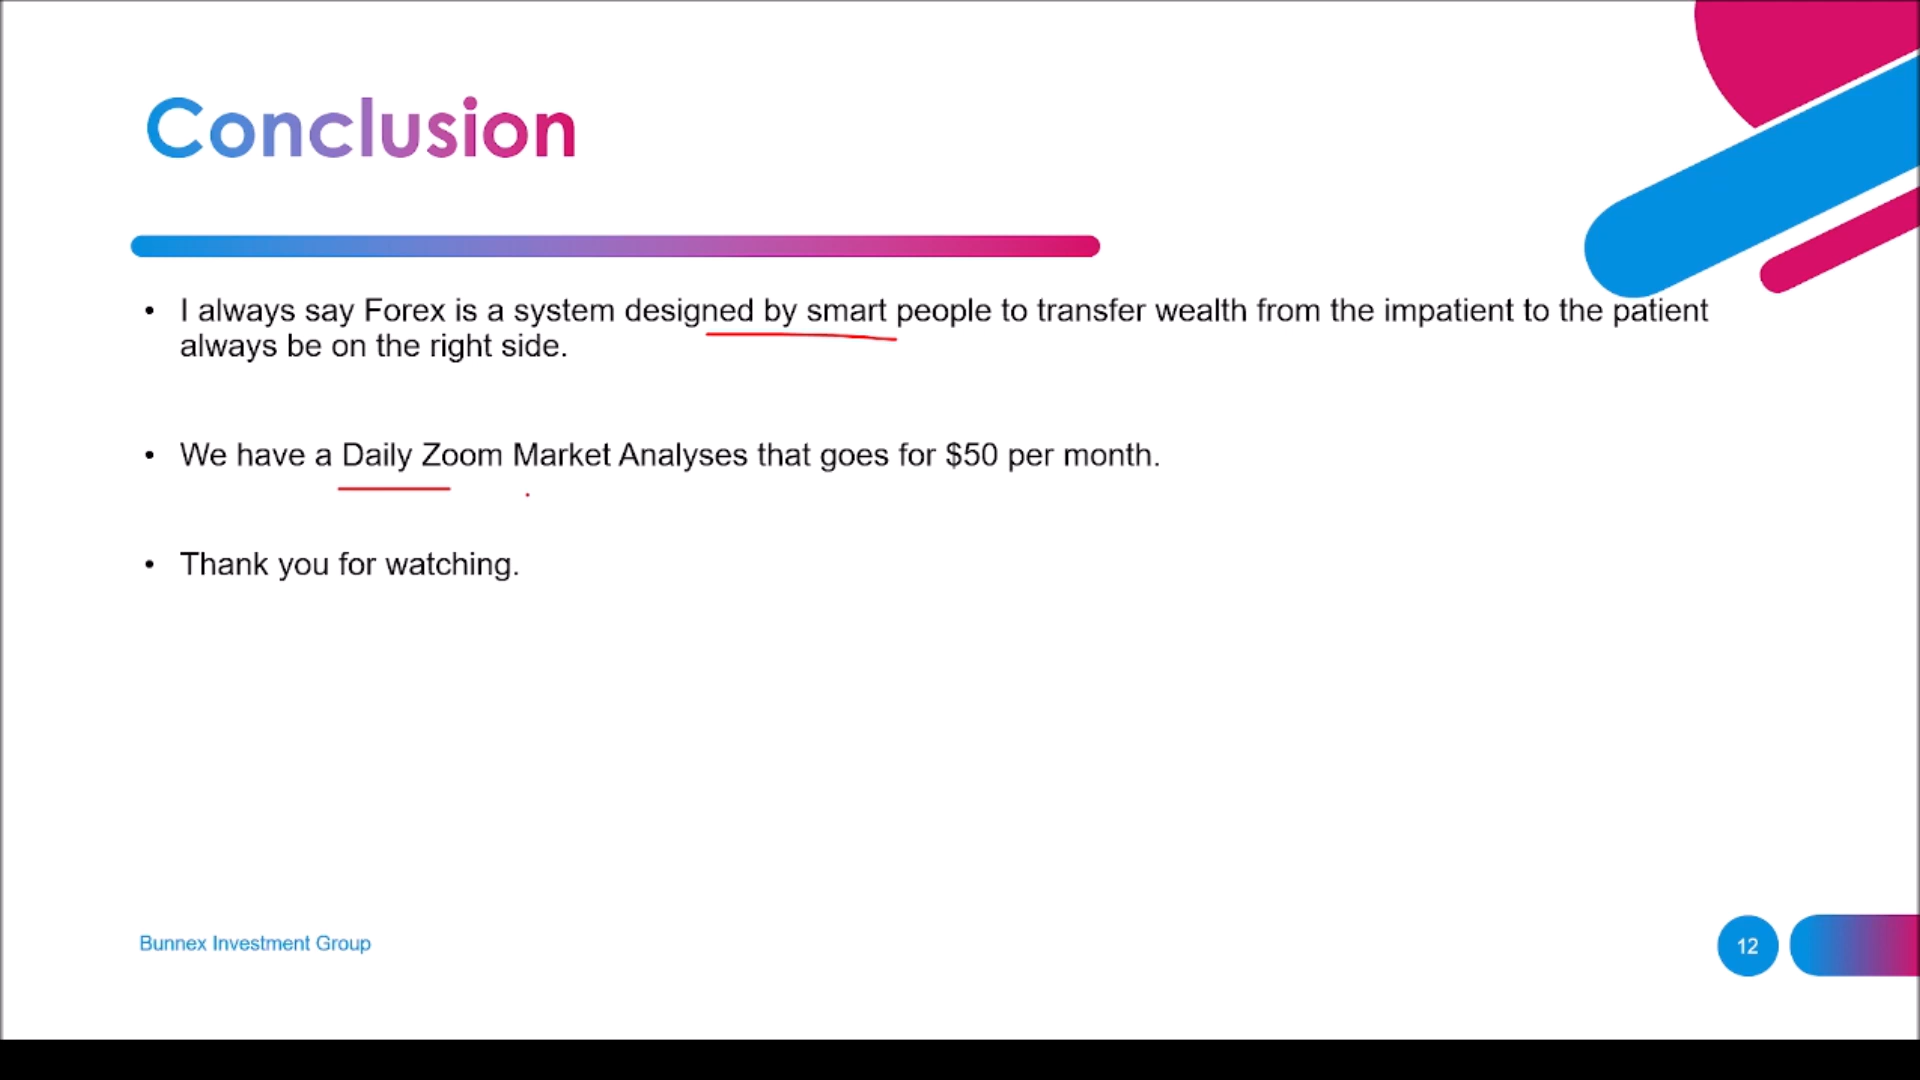 Conclusion
• I always say Forex is a system designed by smart people to transfer wealth from the impatient to the patient
always be on the right side.
• We have a Daily Zoom Market Analyses that goes for $50 per month.
• Thank you for watching.
Bunnex Investment Group
12